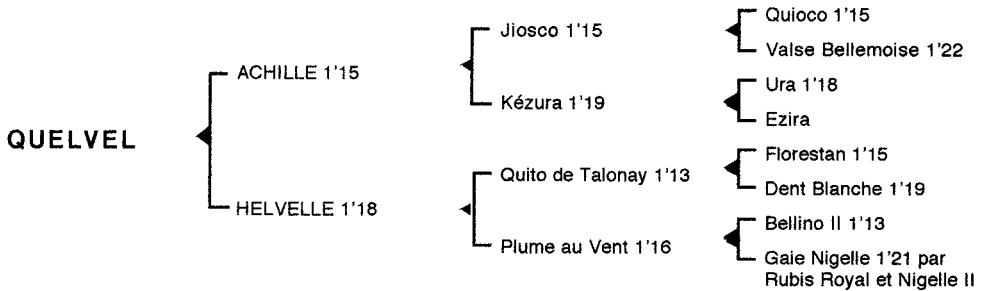 Quioco 1'15
Jiosco 1'15
Valse Bellemoise 1'22
ACHILLE 1'15
Ura 1'18
Kézura 1'19
Ezira
QUELVEL
Florestan 1'15
Quito de Talonay 1'13
Dent Blanche 1'19
HELVELLE 1'18
Bellino II 1'13
Plume au Vent 1'16
Gaie Nigelle 1'21 par
Rubis Royal et Nigelle II